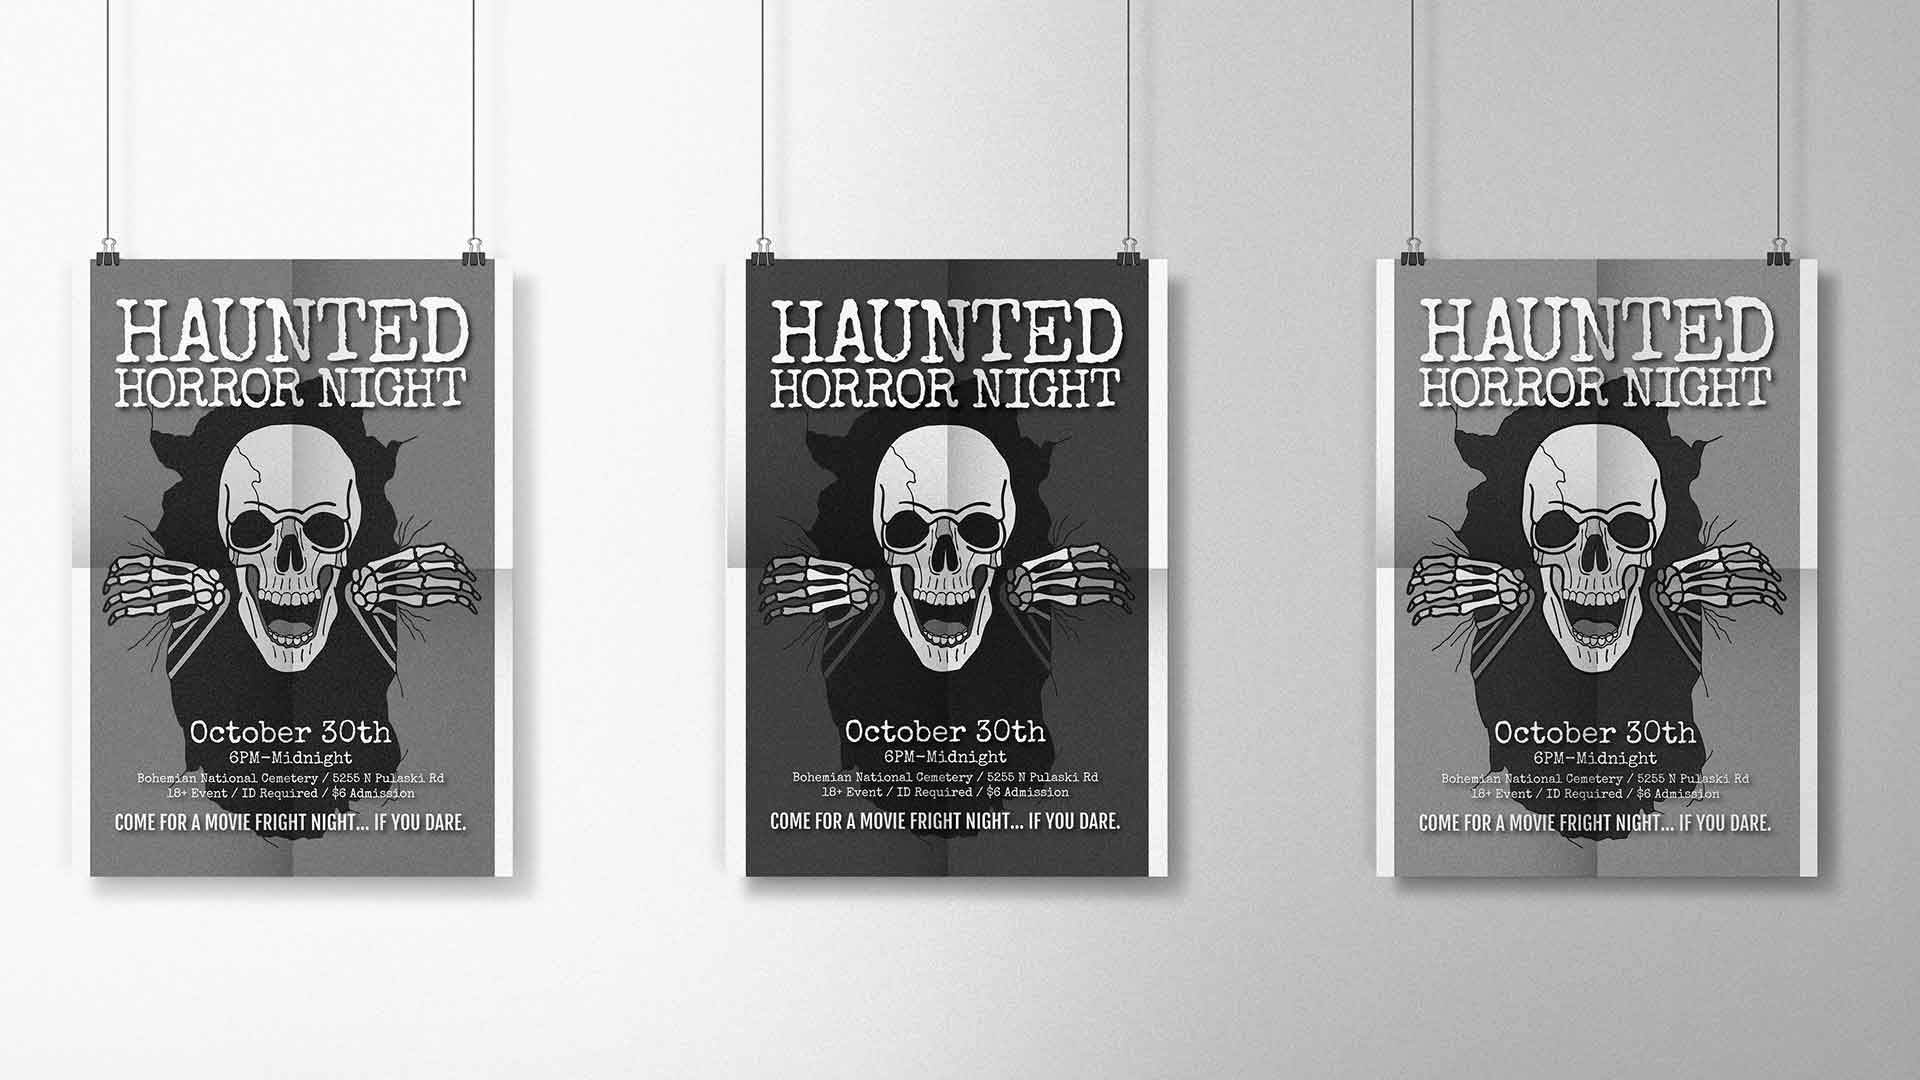 HAUNTED
HORROR NIGHT
October 30th
6PM-Midnight
Bohemian National Cemetery / 5255 N Pulaski Rd
18+ Event / ID Required / $6 Admission
COME FOR A MOVIE FRIGHT NIGHT... IF YOU DARE.
HAUNTED
HORROR NIGHT
October 30th
6PM-Midnight
Bohemian National Cemetery / 5255 N Pulaski Rd
18+ Event / ID Required / $6 Admission
COME FOR A MOVIE FRIGHT NIGHT... IF YOU DARE.
HAUNTED
HORROR NIGHT
October 30th
6PM-Midnight
Bohemian National Cemetery / 5255 N Pulaski Rd
18+ Event / ID Required / $6 Admission
COME FOR A MOVIE FRIGHT NIGHT... IF YOU DARE.